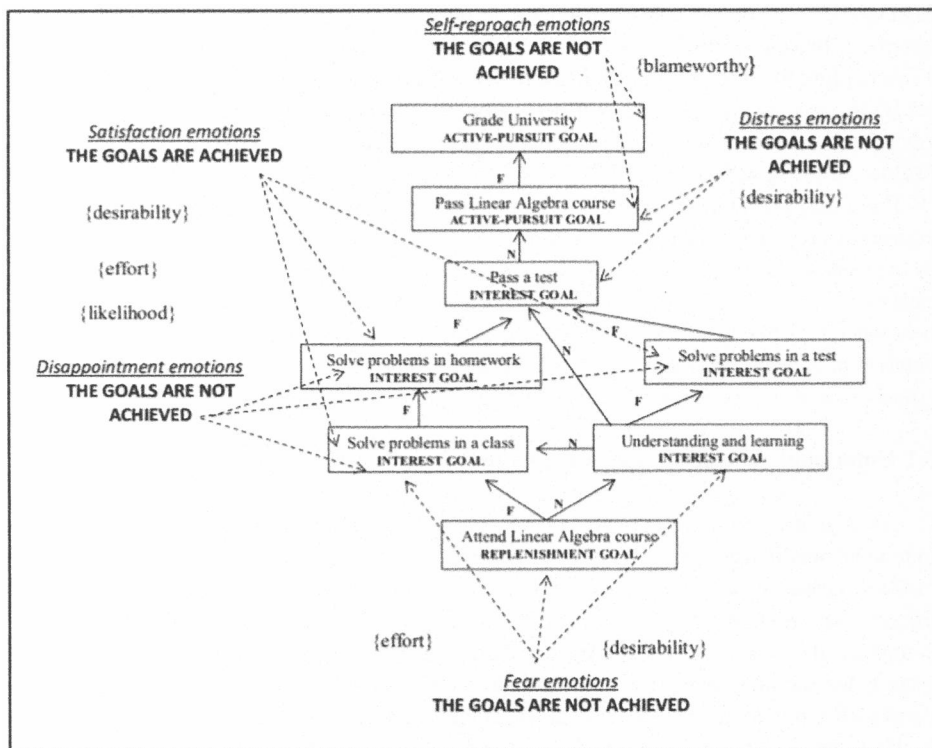 Self-reproach emotions
THE GOALS ARE NOT
ACHIEVED
{blameworthy}
Grade University
ACTIVE-PURSUIT GOAL
Satisfaction emotions
THE GOALS ARE ACHIEVED
Distress emotions
THE GOALS ARE NOT
ACHIEVED
F
Pass Linear Algebra course
ACTIVE-PURSUIT GOAL
{desirability}
{desirability}
N
{effort}
Pass a test
INTEREST GOAL
{likelihood}
F
N
F
Solve problems in homework
INTEREST GOAL
Solve problems in a test
INTEREST GOAL
Disappointment emotions
THE GOALS ARE NOT
ACHIEVED
F
F
Solve problems in a class
INTEREST GOAL
N
Understanding and learning
INTEREST GOAL
F
N
Attend Linear Algebra course
REPLENISHMENT GOAL
{effort}
{desirability}
Fear emotions
THE GOALS ARE NOT ACHIEVED